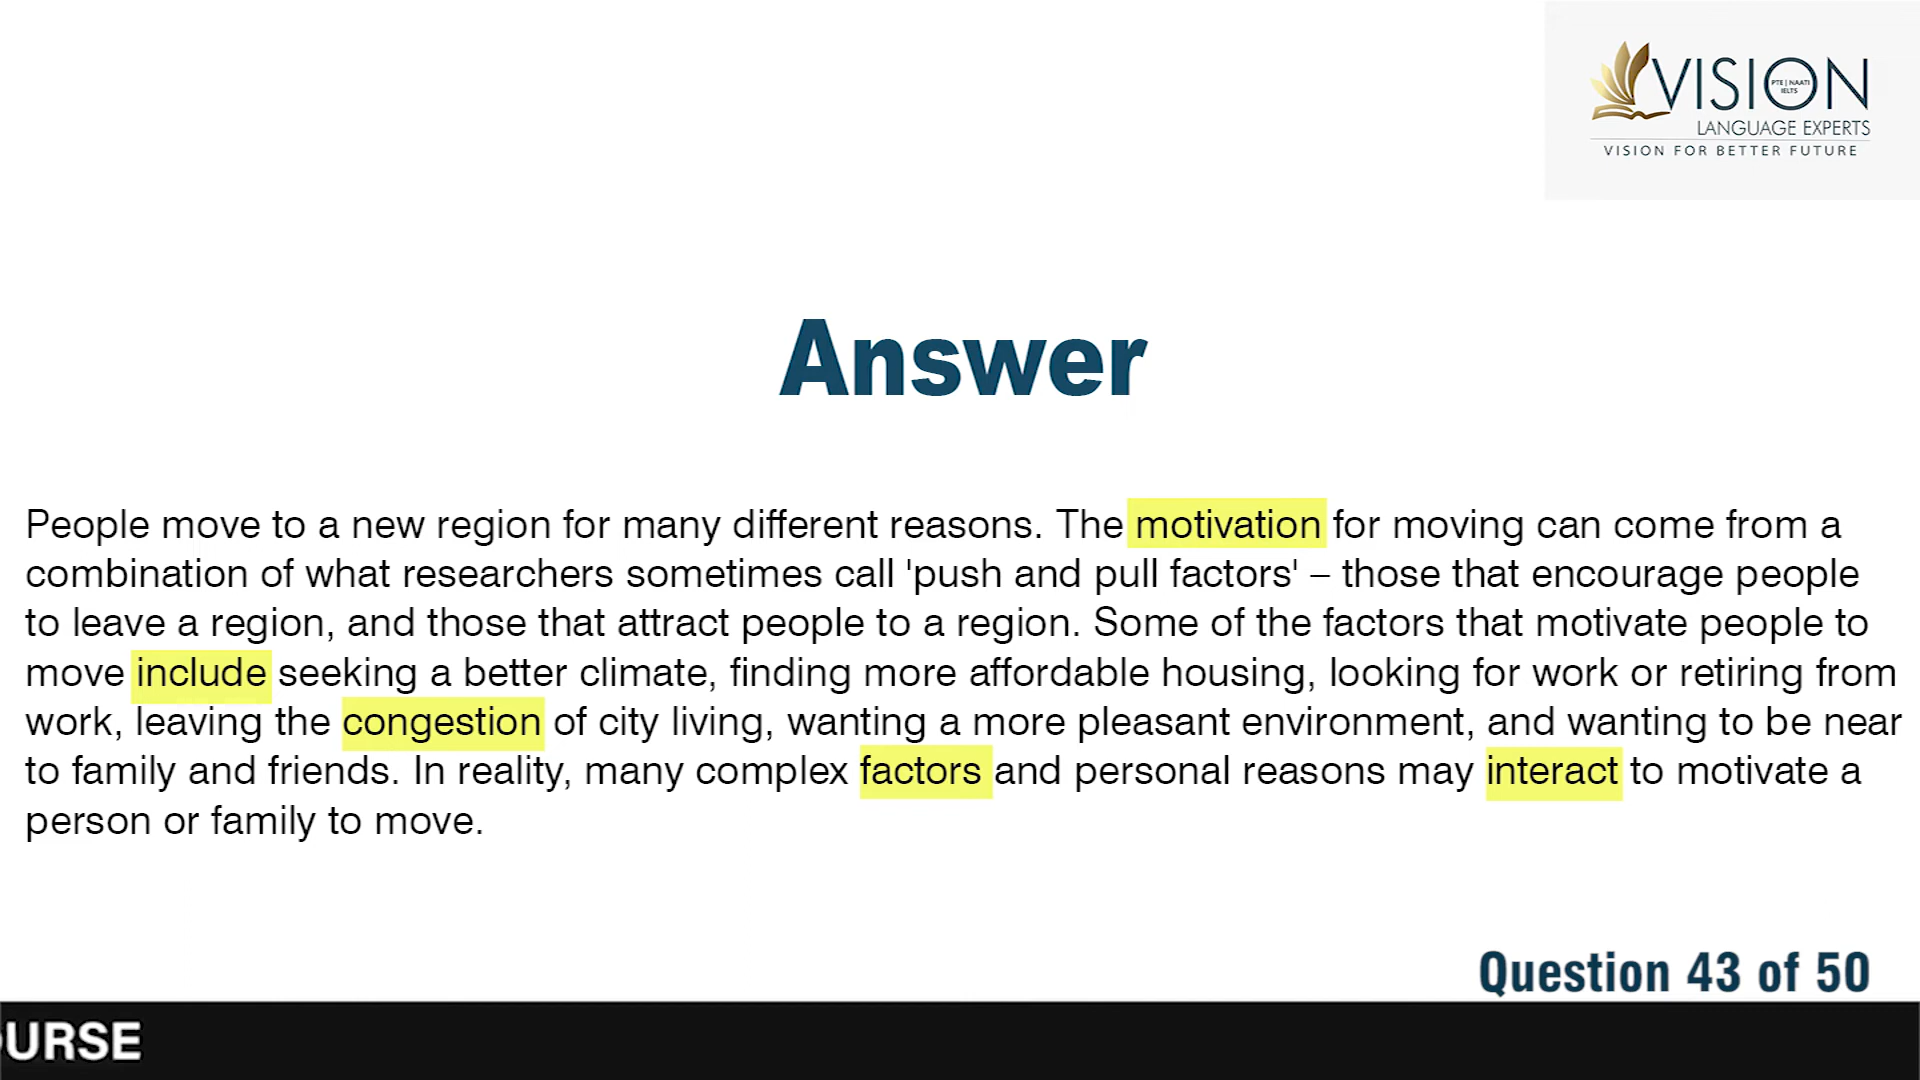 VISION
PTE | NAATI
IELTS
LANGUAGE EXPERTS
VISION FOR BETTER FUTURE
Answer
People move to a new region for many different reasons. The motivation for moving can come from a
combination of what researchers sometimes call 'push and pull factors' – those that encourage people
to leave a region, and those that attract people to a region. Some of the factors that motivate people to
move include seeking a better climate, finding more affordable housing, looking for work or retiring from
work, leaving the congestion of city living, wanting a more pleasant environment, and wanting to be near
to family and friends. In reality, many complex factors and personal reasons may interact to motivate a
person or family to move.
Question 43 of 50
OURSE